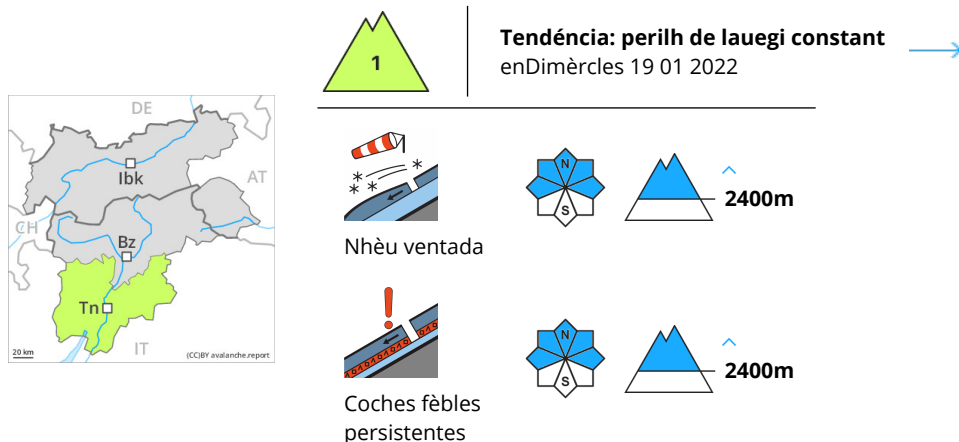 1
Tendéncia: perilh de lauegi constant
enDimèrcles 19 01 2022
DE
AT
Ibk
CH
Bz
Tn
IT
20 km
(CC)BY avalanche.report
N
S
2400m
Nhèu ventada
N
S
2400m
Coches fèbles
persistentes